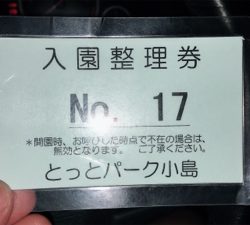 入園整理券
No. 17
*開園時、お呼びした時点で不在の場合は、
無効となります。 ご了承ください。
とっとパーク小島